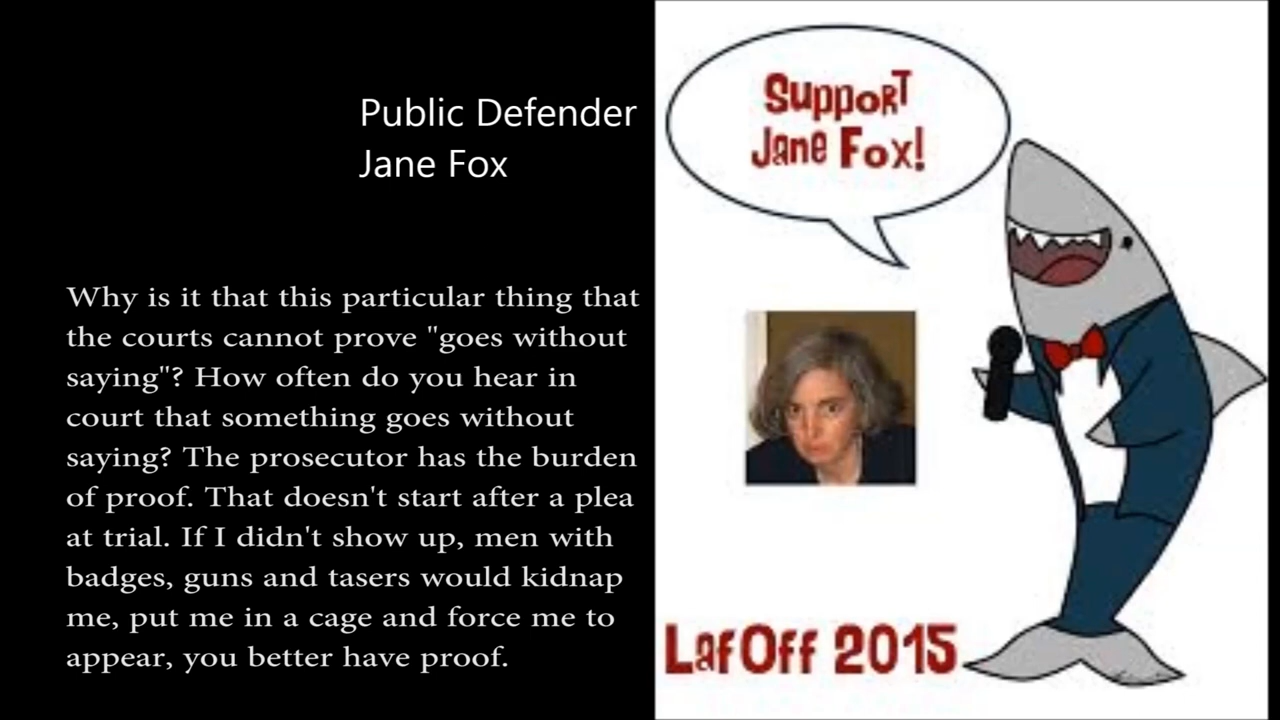 Public Defender
Jane Fox
Why is it that this particular thing that
the courts cannot prove "goes without
saying"? How often do you hear in
court that something goes without
saying? The prosecutor has the burden
of proof. That doesn't start after a plea
at trial. If I didn't show up, men with
badges, guns and tasers would kidnap
me, put me in a cage and force me to
appear, you better have proof.
Support
Jane Fox!
LafOff 2015